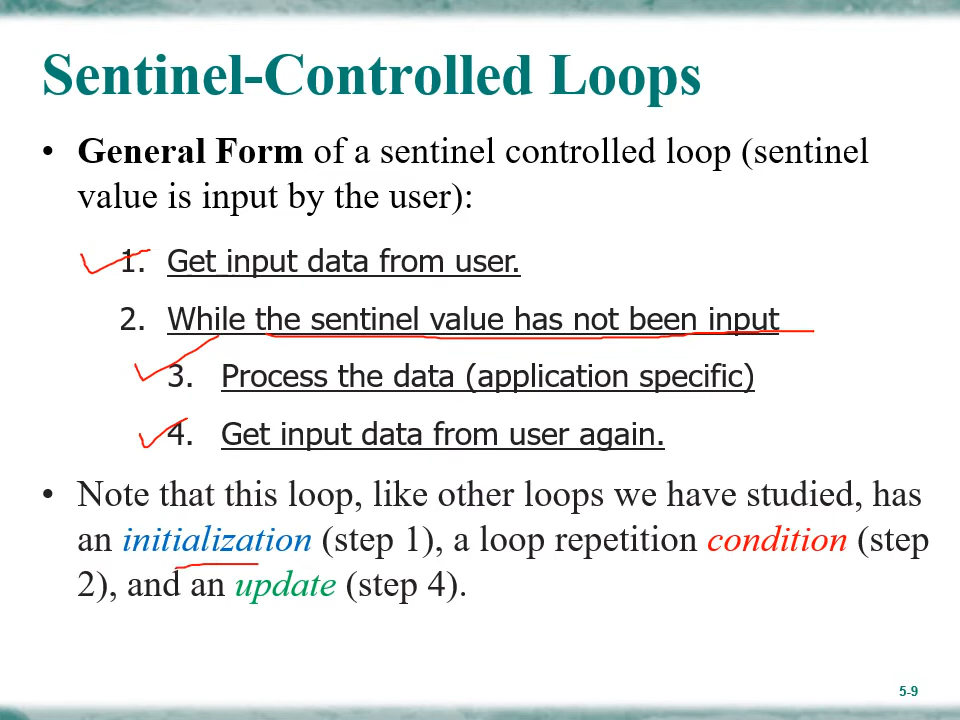 Sentinel-Controlled Loops
• General Form of a sentinel controlled loop (sentinel
value is input by the user):
1. Get input data from user.
2. While the sentinel value has not been input
3. Process the data (application specific)
4. Get input data from user again.
• Note that this loop, like other loops we have studied, has
an initialization (step 1), a loop repetition condition (step
2), and an update (step 4).
5-9